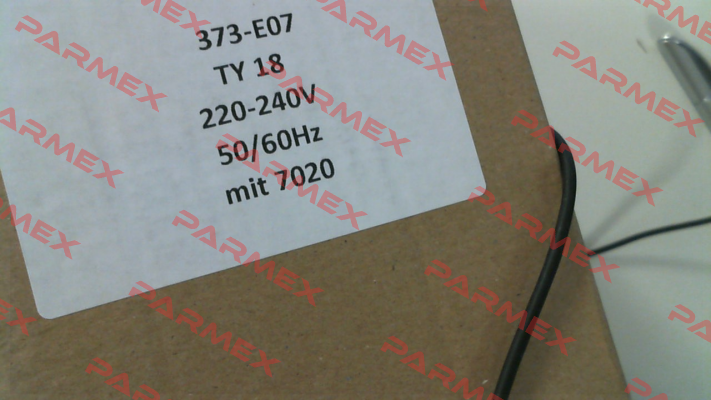 373-E07
TY 18
220-240V
50/60Hz
mit 7020
PARMEX